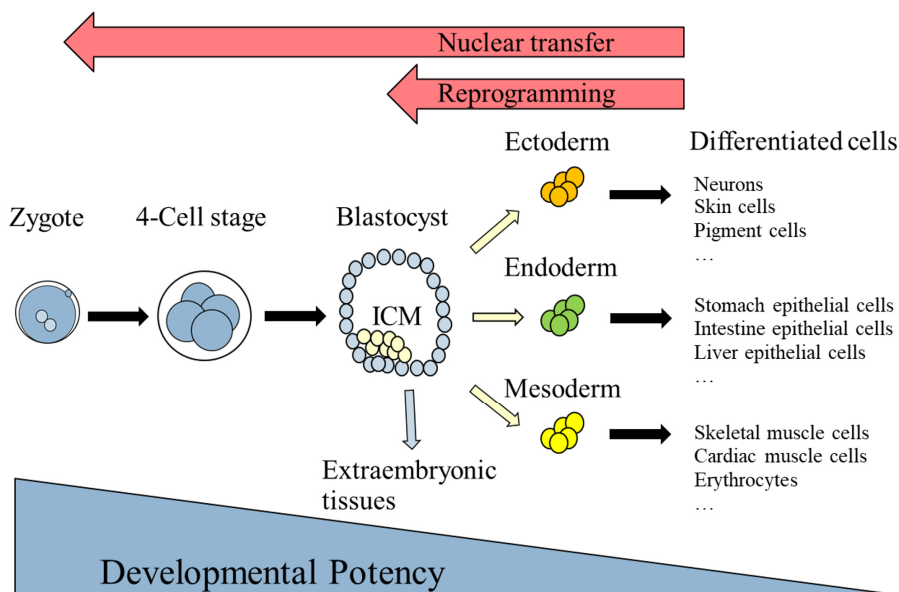 Nuclear transfer
Reprogramming
Ectoderm
Differentiated cells
Neurons
Skin cells
Pigment cells
…
Zygote
4-Cell stage
Blastocyst
ICM
Endoderm
Stomach epithelial cells
Intestine epithelial cells
Liver epithelial cells
…
Mesoderm
Skeletal muscle cells
Cardiac muscle cells
Erythrocytes
…
Extraembryonic
tissues
Developmental Potency